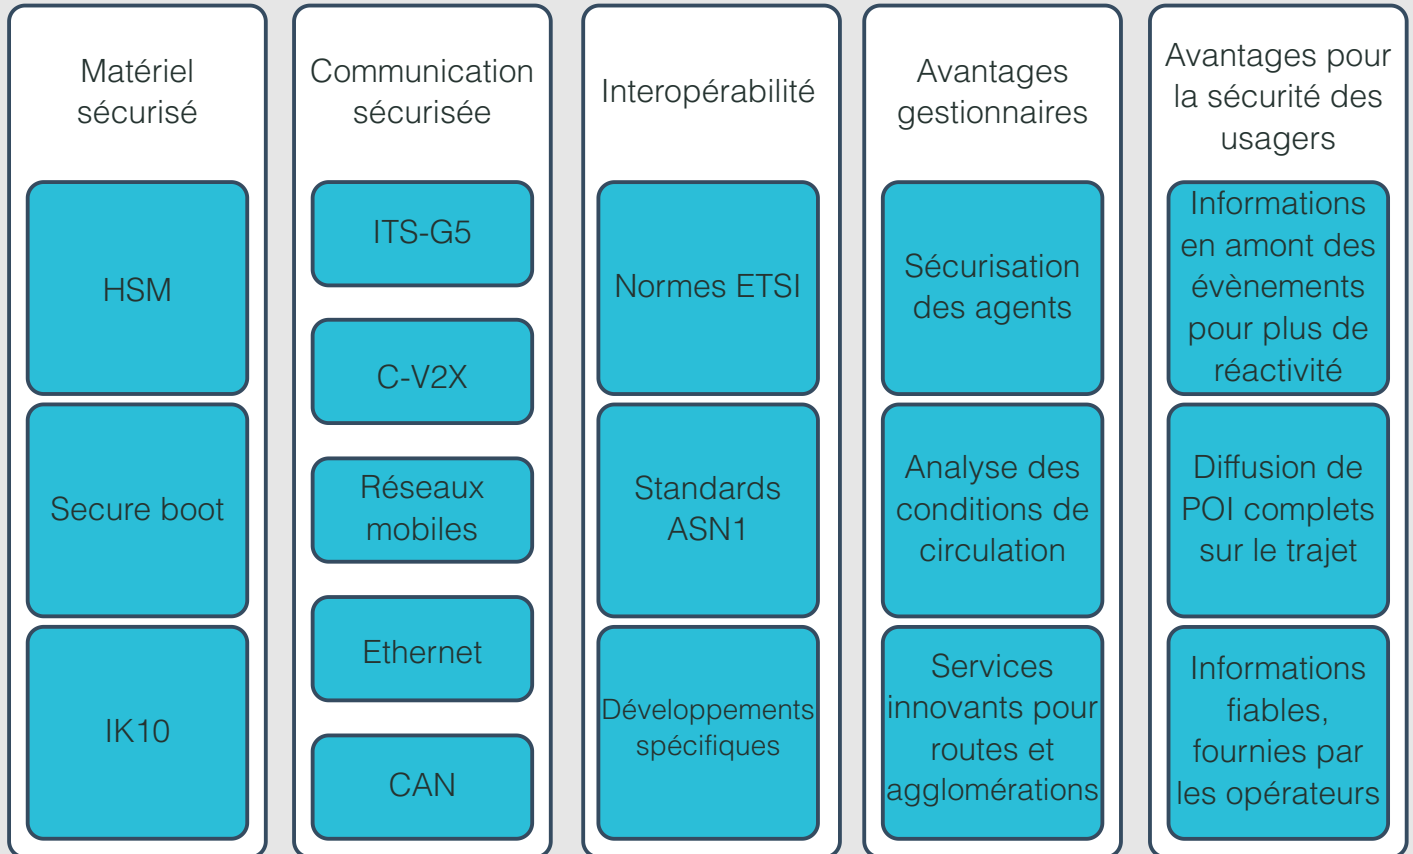 Matériel
sécurisé
HSM
Secure boot
IK10
Communication
sécurisée
ITS-G5
C-V2X
Réseaux
mobiles
Ethernet
CAN
Interopérabilité
Normes ETSI
Standards
ASN1
Développements
spécifiques
Avantages
gestionnaires
Sécurisation
des agents
Analyse des
conditions de
circulation
Services
innovants pour
routes et
agglomérations
Avantages pour
la sécurité des
usagers
Informations
en amont des
évènements
pour plus de
réactivité
Diffusion de
POI complets
sur le trajet
Informations
fiables,
fournies par
les opérateurs